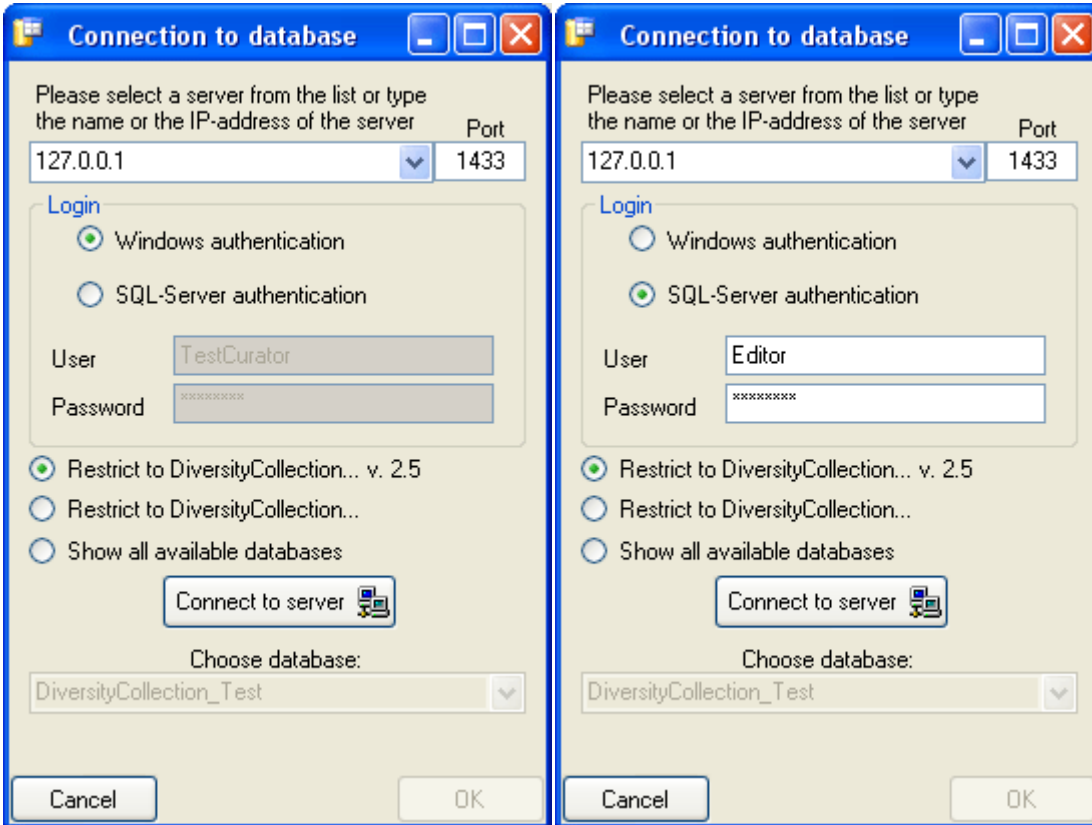 Connection to database
Please select a server from the list or type
the name or the IP-address of the server
Port
127.0.0.1
1433
Login
Windows authentication
SQL-Server authentication
User
TestCurator
Password
********
Restrict to DiversityCollection... v. 2.5
Restrict to DiversityCollection...
Show all available databases
Connect to server
Choose database:
DiversityCollection_Test
Cancel
OK
Connection to database
Please select a server from the list or type
the name or the IP-address of the server
Port
127.0.0.1
1433
Login
Windows authentication
SQL-Server authentication
User
Editor
Password
********
Restrict to DiversityCollection... v. 2.5
Restrict to DiversityCollection...
Show all available databases
Connect to server
Choose database:
DiversityCollection_Test
Cancel
OK